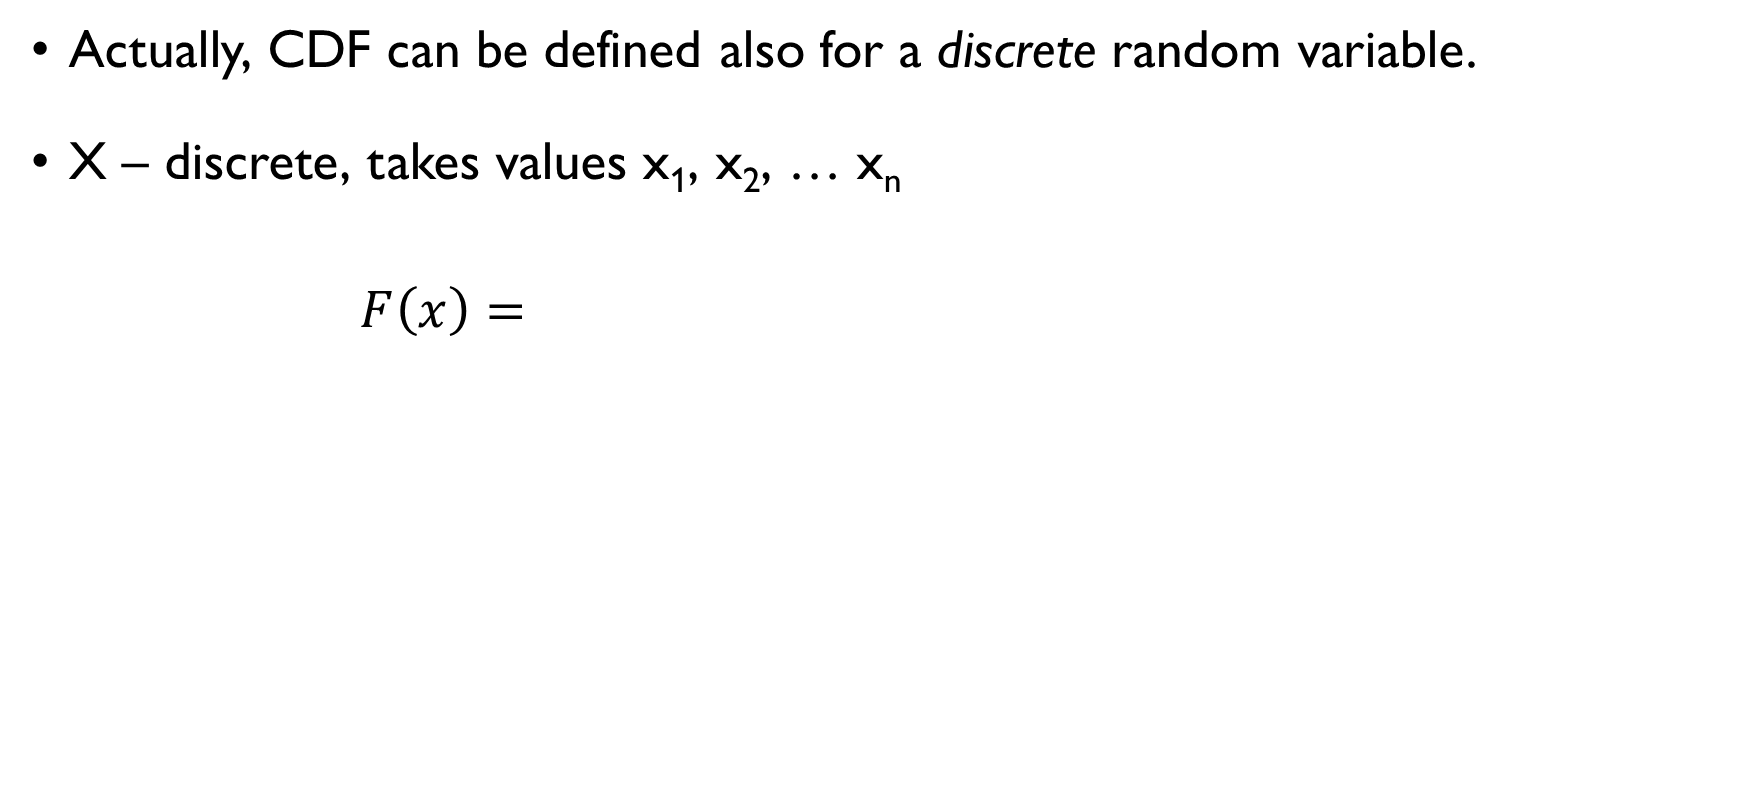 • Actually, CDF can be defined also for a discrete random variable.
• X – discrete, takes values x₁, x₂, … xₙ
F(x) =